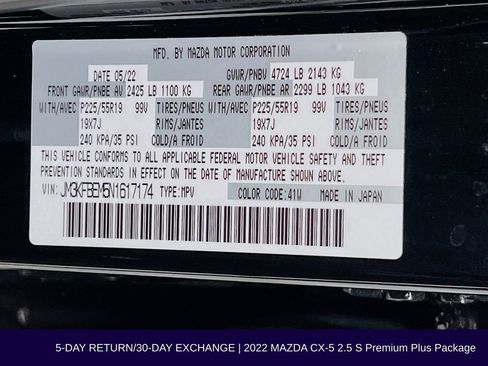 MFD. BY MAZDA MOTOR CORPORATION
DATE 05/22 GVWR/PNBV 4724 LB 2143 KG
FRONT GAWR/PNBE AV 2425 LB 1100 KG REAR GAWR/PNBE AR 2299 LB 1043 KG
WITH/AVEC P225/55R19 99V TIRES/PNEUS WITH/AVEC P225/55R19 99V TIRES/PNEUS
19X7J RIMS/JANTES 19X7J RIMS/JANTES
240 KPA/35 PSI COLD/A FROID 240 KPA/35 PSI COLD/A FROID
THIS VEHICLE CONFORMS TO ALL APPLICABLE FEDERAL MOTOR VEHICLE SAFETY AND THEFT
PREVENTION STANDARDS IN EFFECT ON THE DATE OF MANUFACTURE SHOWN ABOVE.
VIN: JM3KFBEM5N1617174 TYPE: MPV COLOR CODE: 41W MADE IN JAPAN
5-DAY RETURN/30-DAY EXCHANGE | 2022 MAZDA CX-5 2.5 S Premium Plus Package